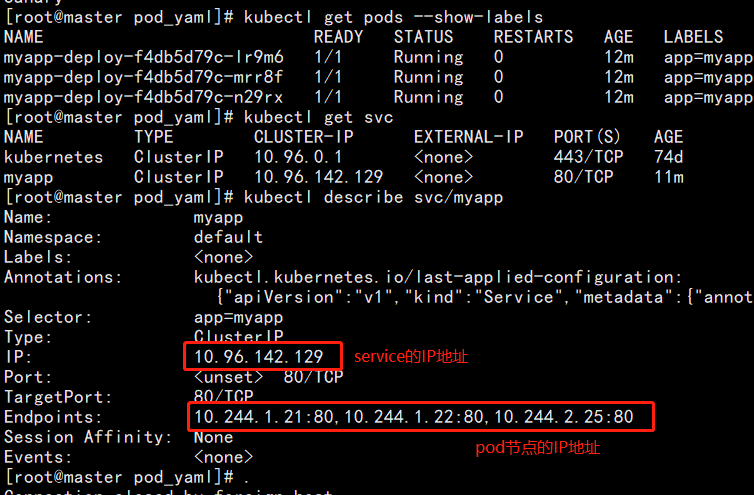 [root@master pod_yaml]# kubectl get pods --show-labels
NAME READY STATUS RESTARTS AGE LABELS
myapp-deploy-f4db5d79c-lr9m6 1/1 Running 0 12m app=myapp
myapp-deploy-f4db5d79c-mrr8f 1/1 Running 0 12m app=myapp
myapp-deploy-f4db5d79c-n29rx 1/1 Running 0 12m app=myapp
[root@master pod_yaml]# kubectl get svc
NAME TYPE CLUSTER-IP EXTERNAL-IP PORT(S) AGE
kubernetes ClusterIP 10.96.0.1 <none> 443/TCP 74d
myapp ClusterIP 10.96.142.129 <none> 80/TCP 11m
[root@master pod_yaml]# kubectl describe svc/myapp
Name: myapp
Namespace: default
Labels: <none>
Annotations: kubectl.kubernetes.io/last-applied-configuration:
{"apiVersion":"v1","kind":"Service","metadata":{"annot
Selector: app=myapp
Type: ClusterIP
IP: 10.96.142.129 service的IP地址
Port: <unset> 80/TCP
TargetPort: 80/TCP
Endpoints: 10.244.1.21:80,10.244.1.22:80,10.244.2.25:80
Session Affinity: None
pod节点的IP地址
Events: <none>
[root@master pod_yaml]# .